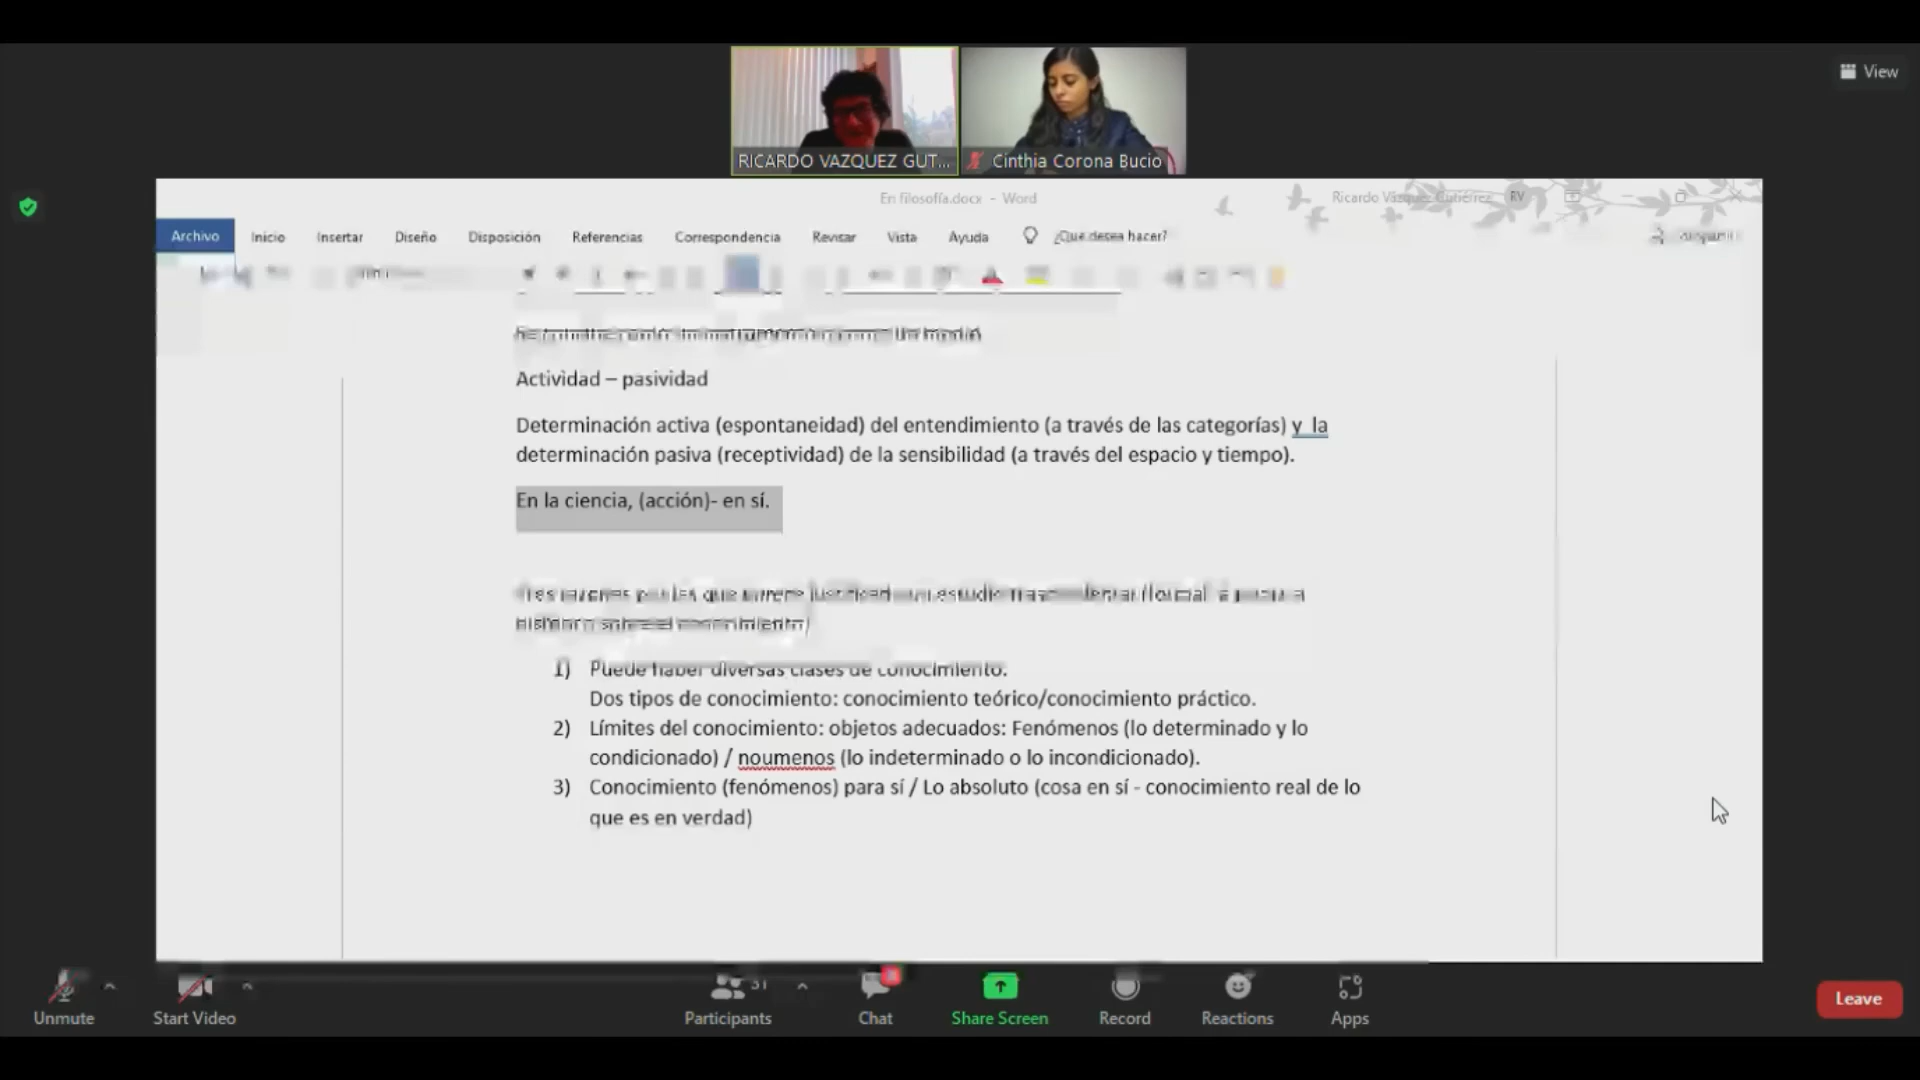 View
RICARDO VAZQUEZ GUT...
Cinthia Corona Bucio
En filosofía.docx - Word
Ricardo Vázquez Gutiérrez RV
Archivo Inicio Insertar Diseño Disposición Referencias Correspondencia Revisar Vista Ayuda ¿Qué desea hacer?
Actividad – pasividad
Determinación activa (espontaneidad) del entendimiento (a través de las categorías) y la
determinación pasiva (receptividad) de la sensibilidad (a través del espacio y tiempo).
En la ciencia, (acción)- en sí.
1) Puede haber diversas clases de conocimiento.
Dos tipos de conocimiento: conocimiento teórico/conocimiento práctico.
2) Límites del conocimiento: objetos adecuados: Fenómenos (lo determinado y lo
condicionado) / noumenos (lo indeterminado o lo incondicionado).
3) Conocimiento (fenómenos) para sí / Lo absoluto (cosa en sí - conocimiento real de lo
que es en verdad)
Unmute
Start Video
Participants
Chat
Share Screen
Record
Reactions
Apps
Leave